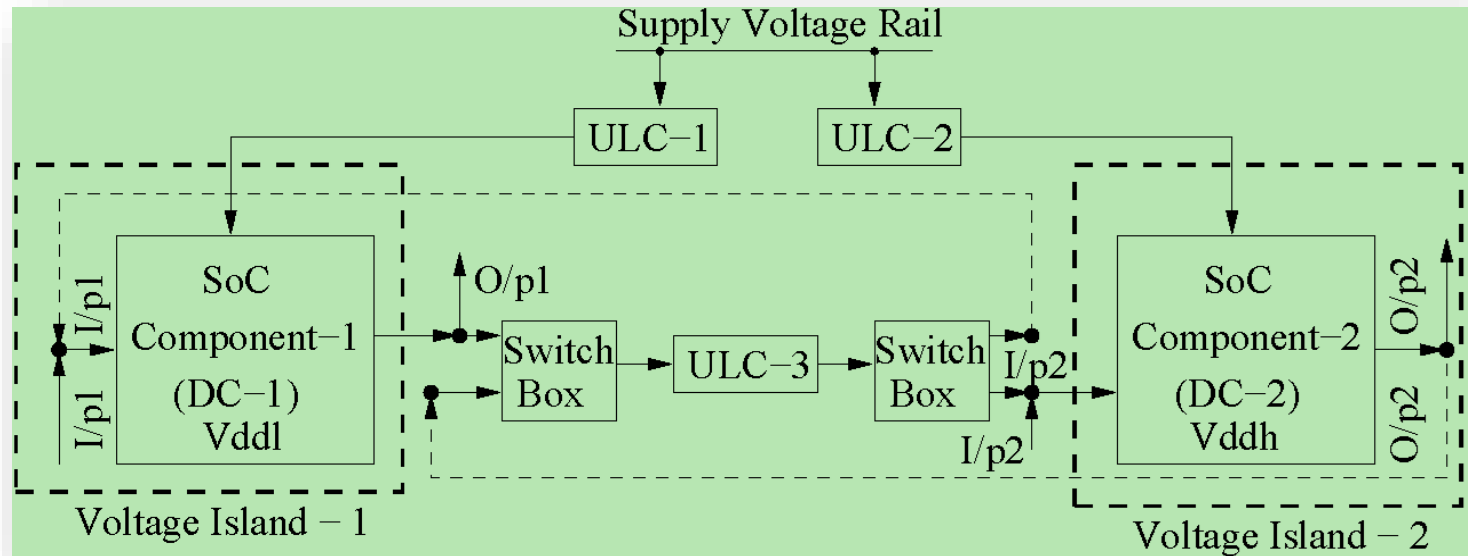 Supply Voltage Rail
ULC−1
ULC−2
SoC
Component−1
(DC−1)
Vddl
I/p1
I/p1
O/p1
Switch
Box
ULC−3
Switch
Box
I/p2
I/p2
SoC
Component−2
(DC−2)
Vddh
O/p2
O/p2
Voltage Island − 1
Voltage Island − 2